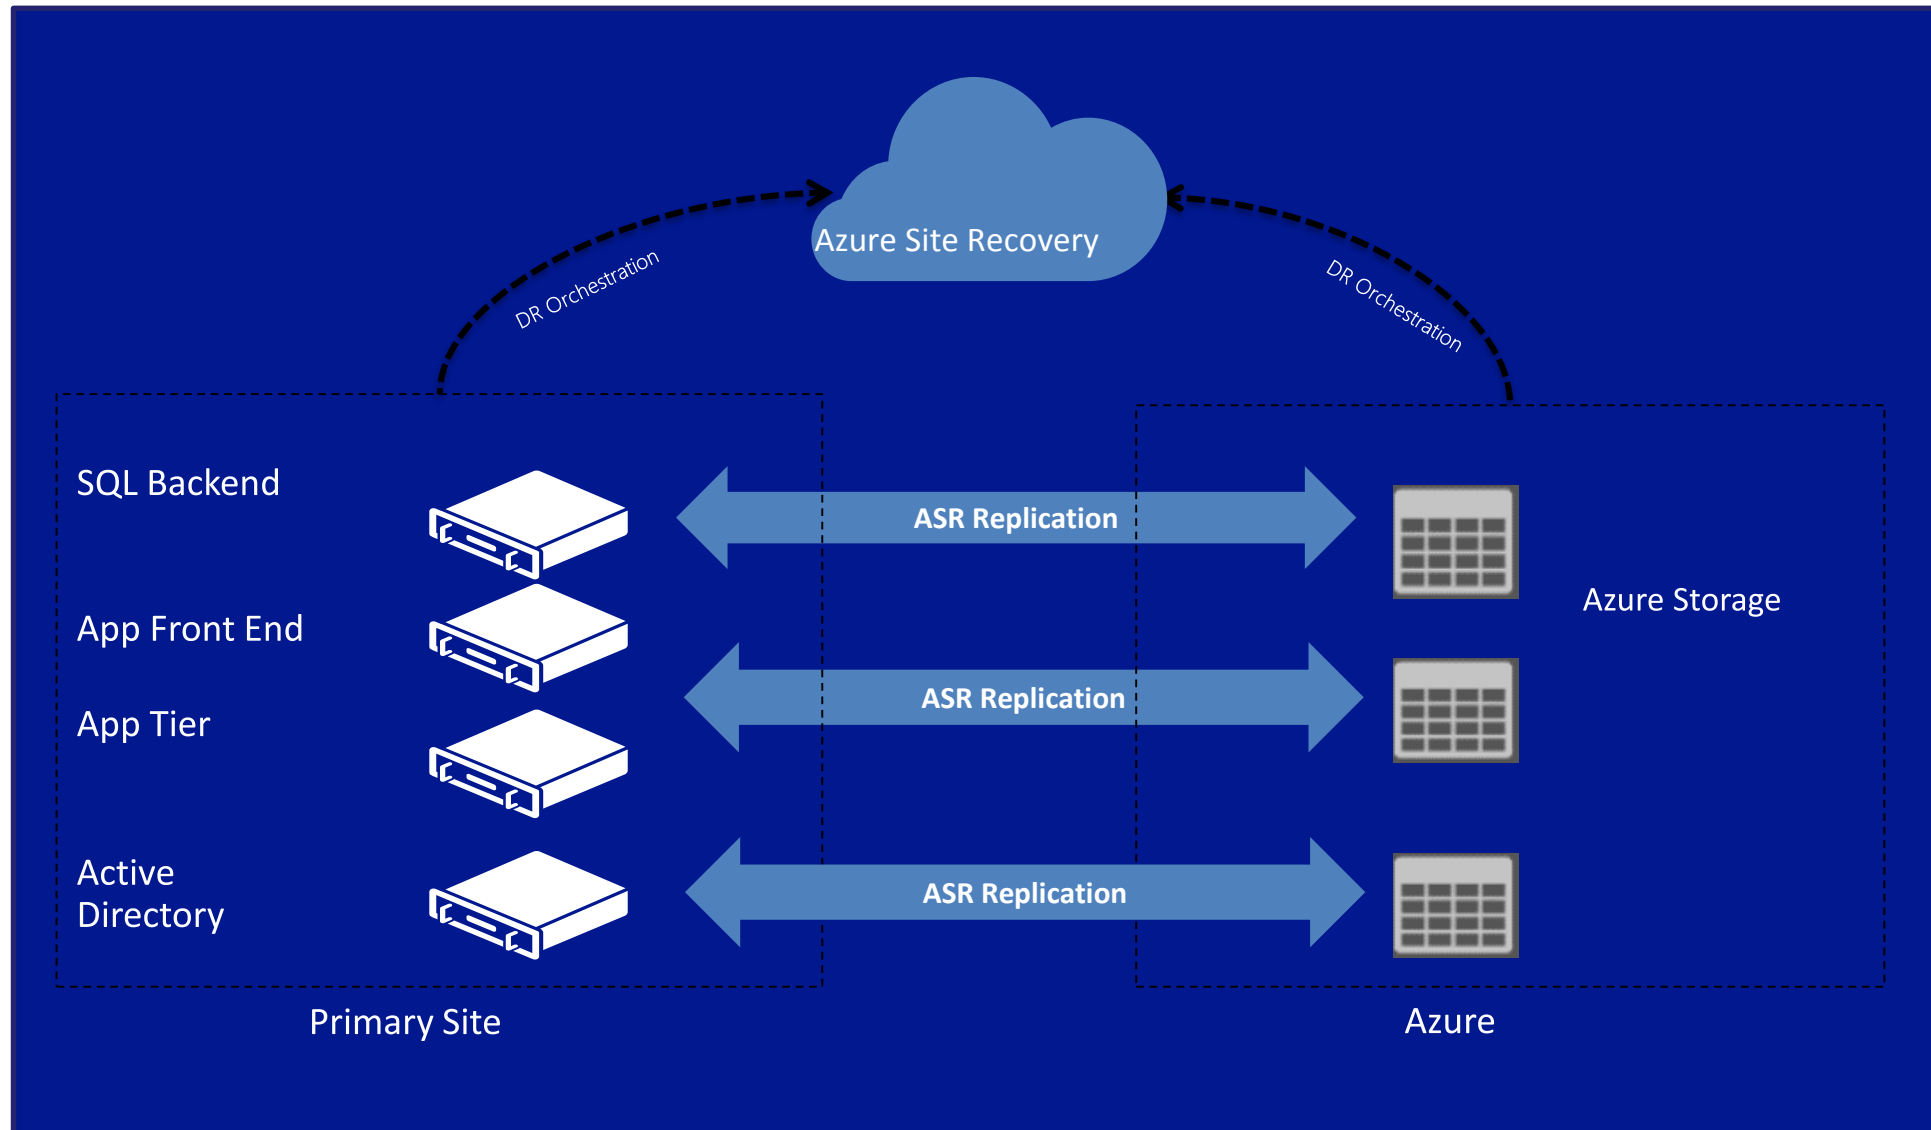 Azure Site Recovery
DR Orchestration
DR Orchestration
SQL Backend
ASR Replication
Azure Storage
App Front End
ASR Replication
App Tier
Active
Directory
ASR Replication
Primary Site
Azure